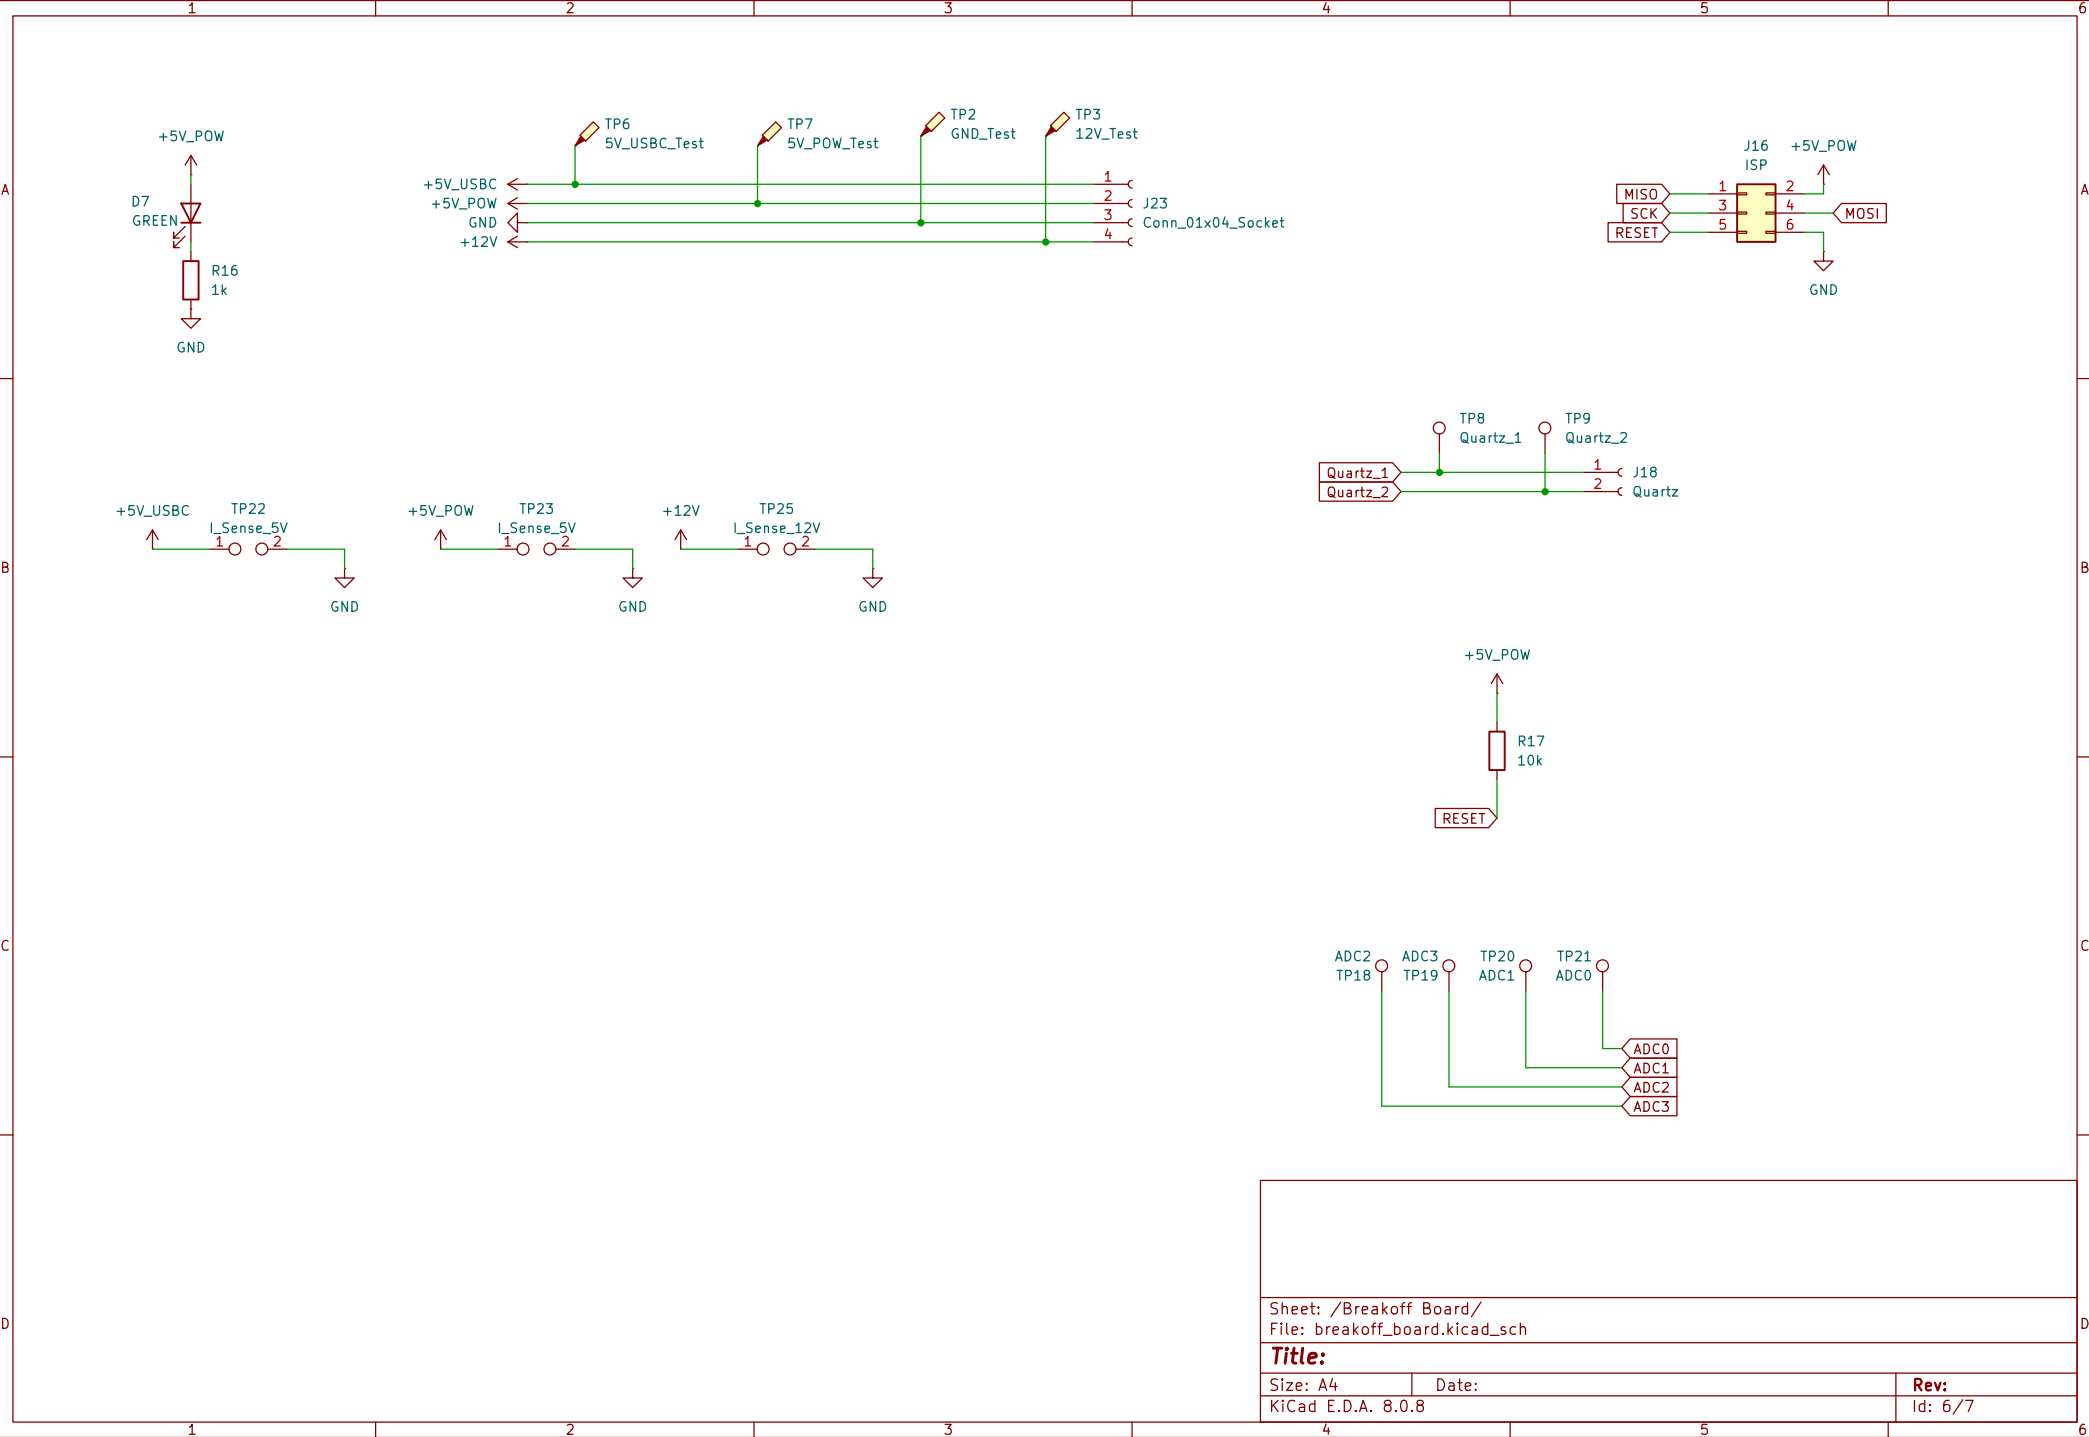 1 2 3 4 5 6
A
B
C
D
A
B
C
D
1 2 3 4 5 6
+5V_POW
D7
GREEN
R16
1k
GND
TP6
5V_USBC_Test
TP7
5V_POW_Test
TP2
GND_Test
TP3
12V_Test
+5V_USBC
+5V_POW
GND
+12V
1
2
3
4
J23
Conn_01x04_Socket
J16
ISP
+5V_POW
MISO 1 2
SCK 3 4 MOSI
RESET 5 6
GND
TP8
Quartz_1
TP9
Quartz_2
Quartz_1 1 J18
Quartz_2 2 Quartz
+5V_USBC
TP22
I_Sense_5V
1 2
GND
+5V_POW
TP23
I_Sense_5V
1 2
GND
+12V
TP25
I_Sense_12V
1 2
GND
+5V_POW
R17
10k
RESET
ADC2
TP18
ADC3
TP19
TP20
ADC1
TP21
ADC0
ADC0
ADC1
ADC2
ADC3
Sheet: /Breakoff Board/
File: breakoff_board.kicad_sch
Title:
Size: A4 Date: Rev:
KiCad E.D.A. 8.0.8 Id: 6/7